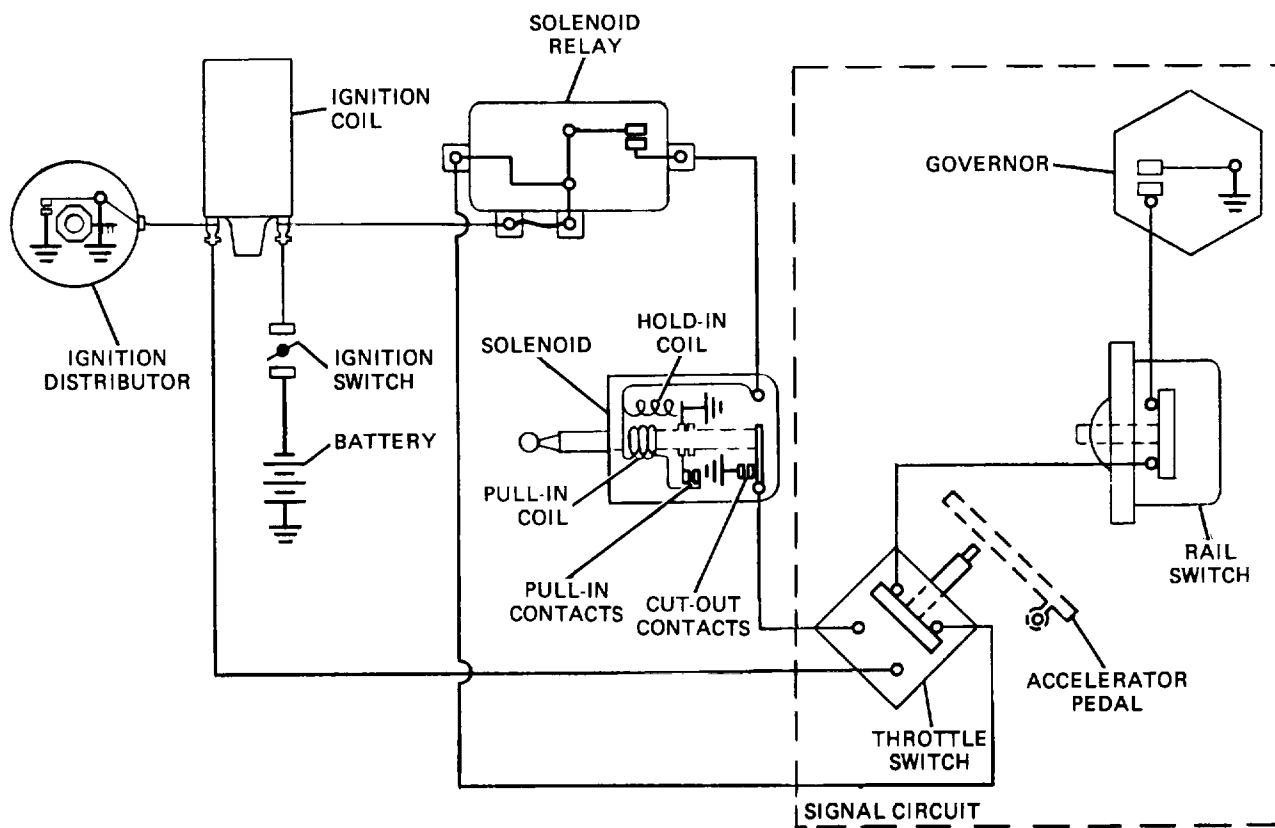 SOLENOID
RELAY
IGNITION
COIL
GOVERNOR
HOLD-IN
COIL
SOLENOID
IGNITION
DISTRIBUTOR
IGNITION
SWITCH
BATTERY
PULL-IN
COIL
PULL-IN
CONTACTS
CUT-OUT
CONTACTS
RAIL
SWITCH
ACCELERATOR
PEDAL
THROTTLE
SWITCH
SIGNAL CIRCUIT